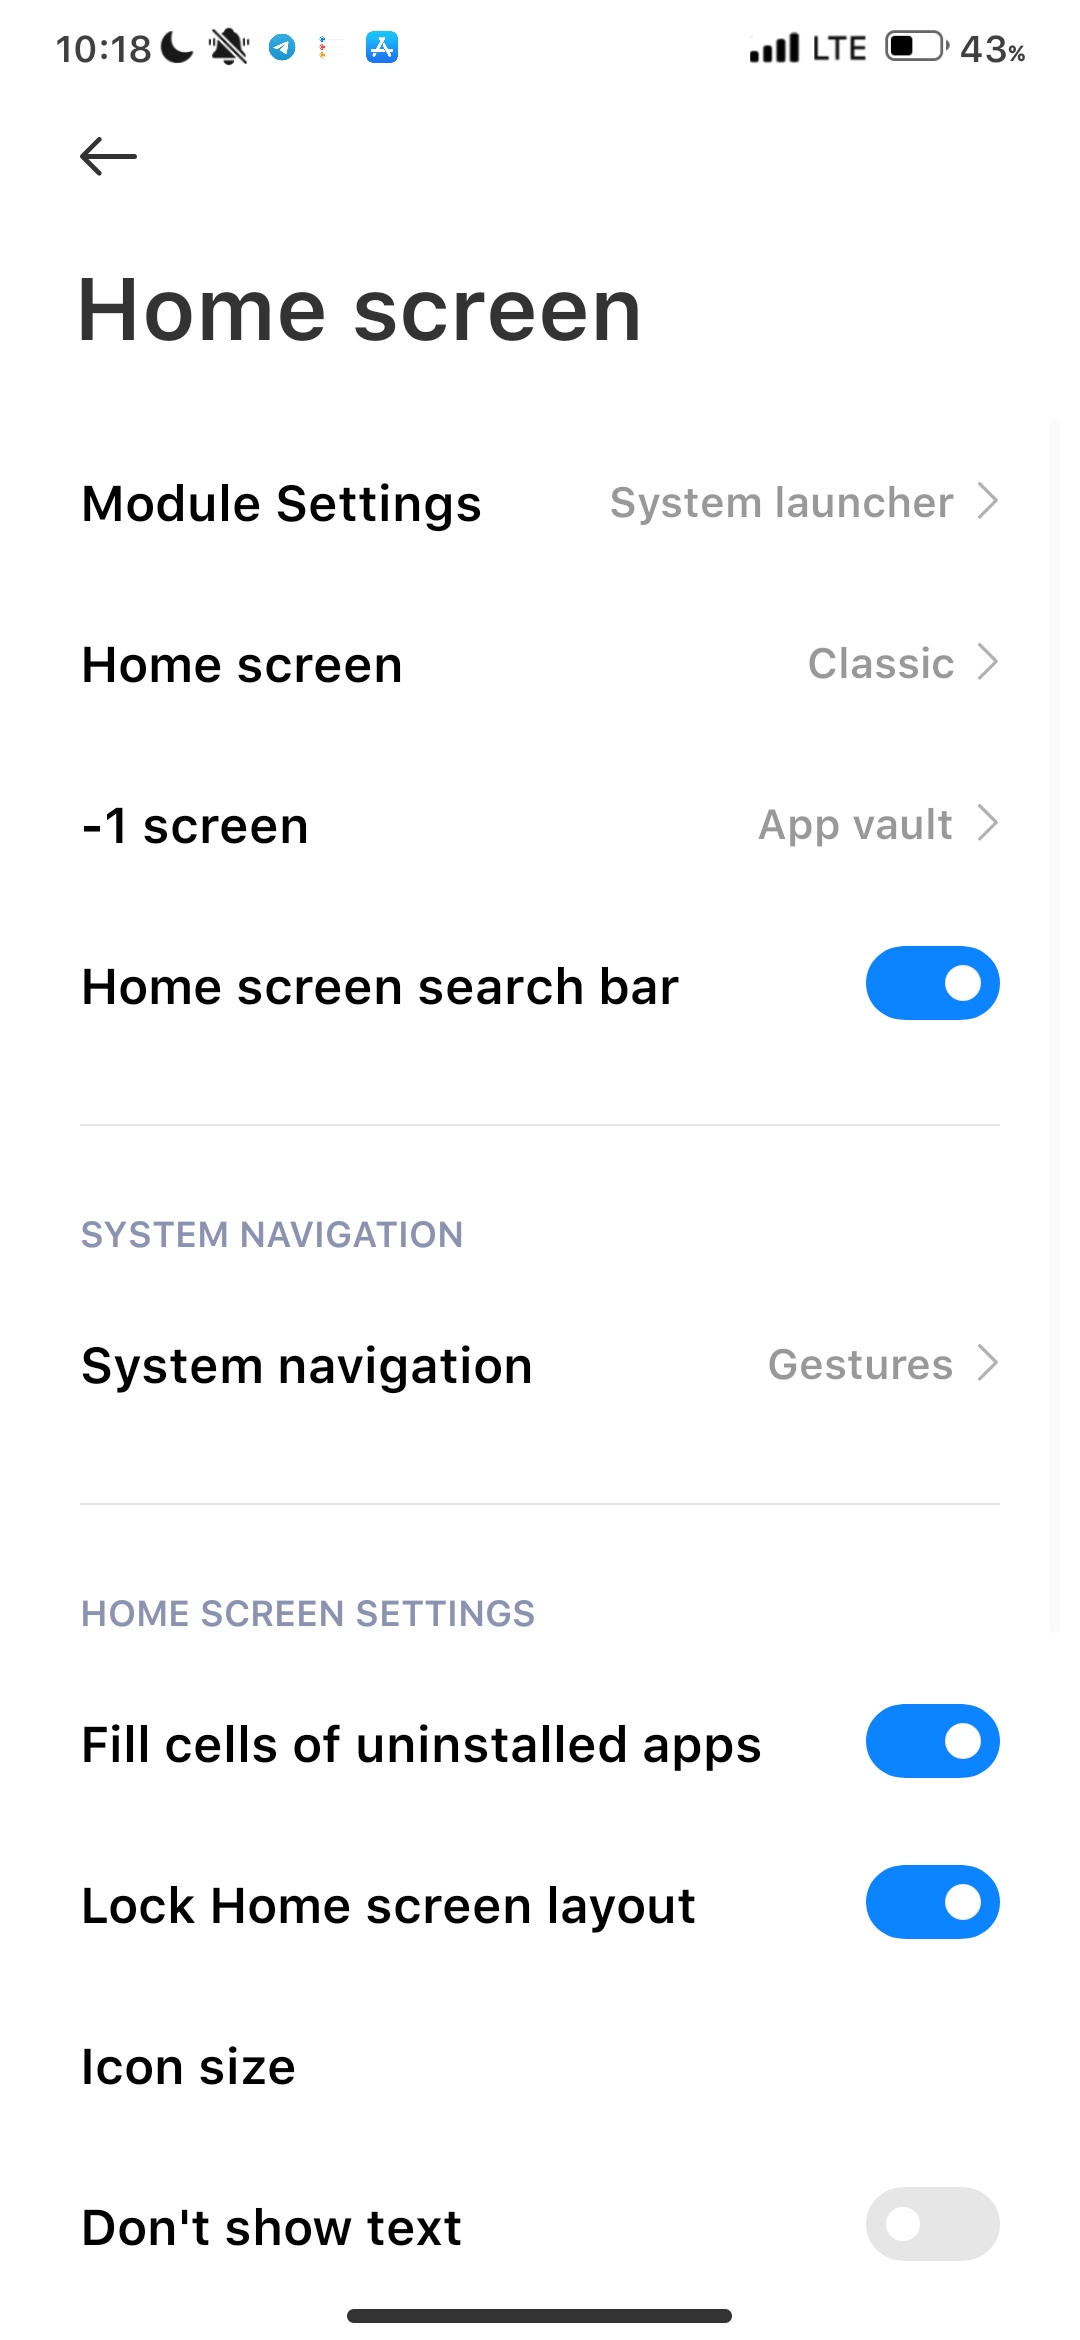 10:18 LTE 43%
Home screen
Module Settings System launcher
Home screen Classic
-1 screen App vault
Home screen search bar
SYSTEM NAVIGATION
System navigation Gestures
HOME SCREEN SETTINGS
Fill cells of uninstalled apps
Lock Home screen layout
Icon size
Don't show text